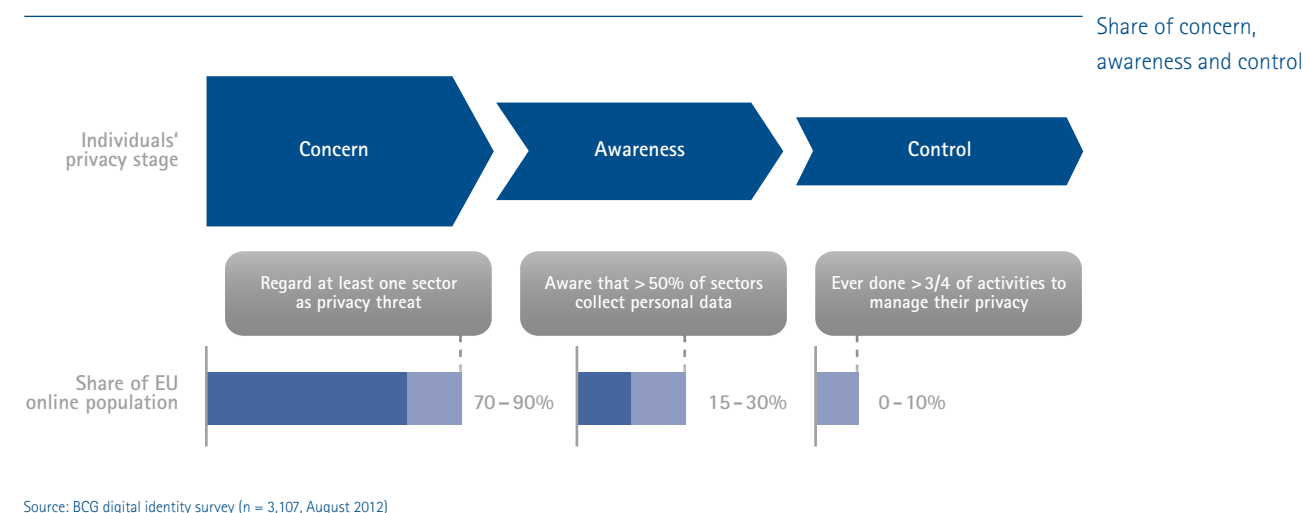 Share of concern,
awareness and control
Individuals‘
privacy stage
Concern
Awareness
Control
Regard at least one sector
as privacy threat
Aware that > 50% of sectors
collect personal data
Ever done > 3/4 of activities to
manage their privacy
Share of EU
online population
70 – 90%
15 – 30%
0 – 10%
Source: BCG digital identity survey (n = 3,107, August 2012)